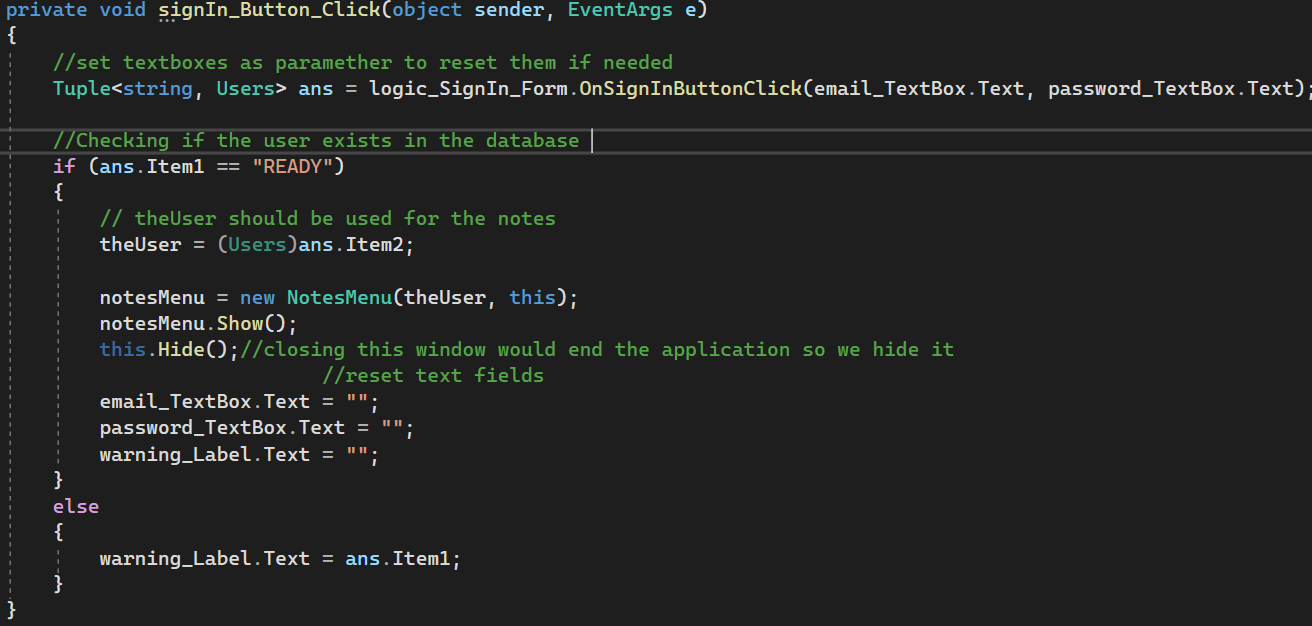 private void signIn_Button_Click(object sender, EventArgs e)
{
//set textboxes as paramether to reset them if needed
Tuple<string, Users> ans = logic_SignIn_Form.OnSignInButtonClick(email_TextBox.Text, password_TextBox.Text);
//Checking if the user exists in the database
if (ans.Item1 == "READY")
{
// theUser should be used for the notes
theUser = (Users)ans.Item2;
notesMenu = new NotesMenu(theUser, this);
notesMenu.Show();
this.Hide();//closing this window would end the application so we hide it
//reset text fields
email_TextBox.Text = "";
password_TextBox.Text = "";
warning_Label.Text = "";
}
else
{
warning_Label.Text = ans.Item1;
}
}